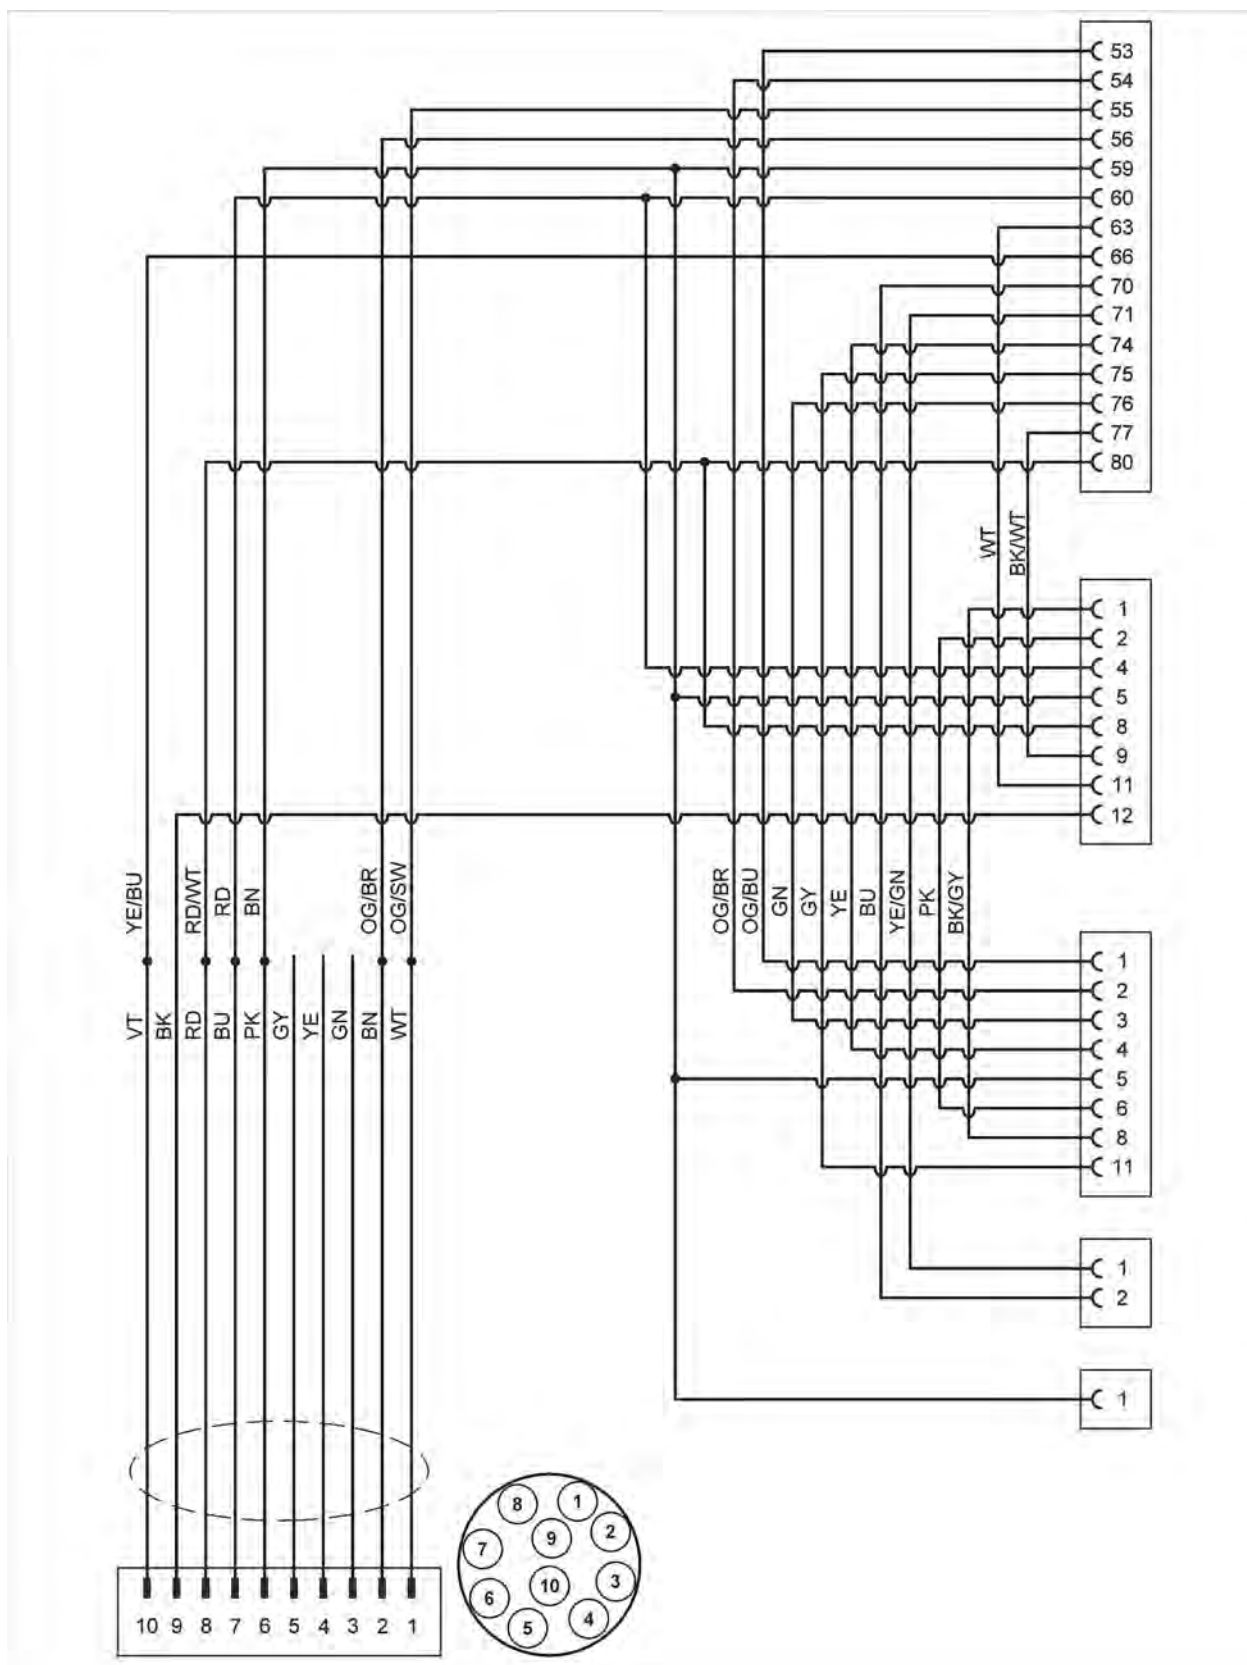 53
54
55
56
59
60
63
66
70
71
74
75
76
77
80
WT
BK/WT
1
2
4
5
8
9
11
12
YE/BU
RD/WT
RD
BN
OG/BR
OG/SW
OG/BR
OG/BU
GN
GY
YE
BU
YE/GN
PK
BK/GY
VT
BK
RD
BU
PK
GY
YE
GN
BN
WT
1
2
3
4
5
6
8
11
1
2
1
8
1
7
9
2
10
3
6
5
4
10 9 8 7 6 5 4 3 2 1